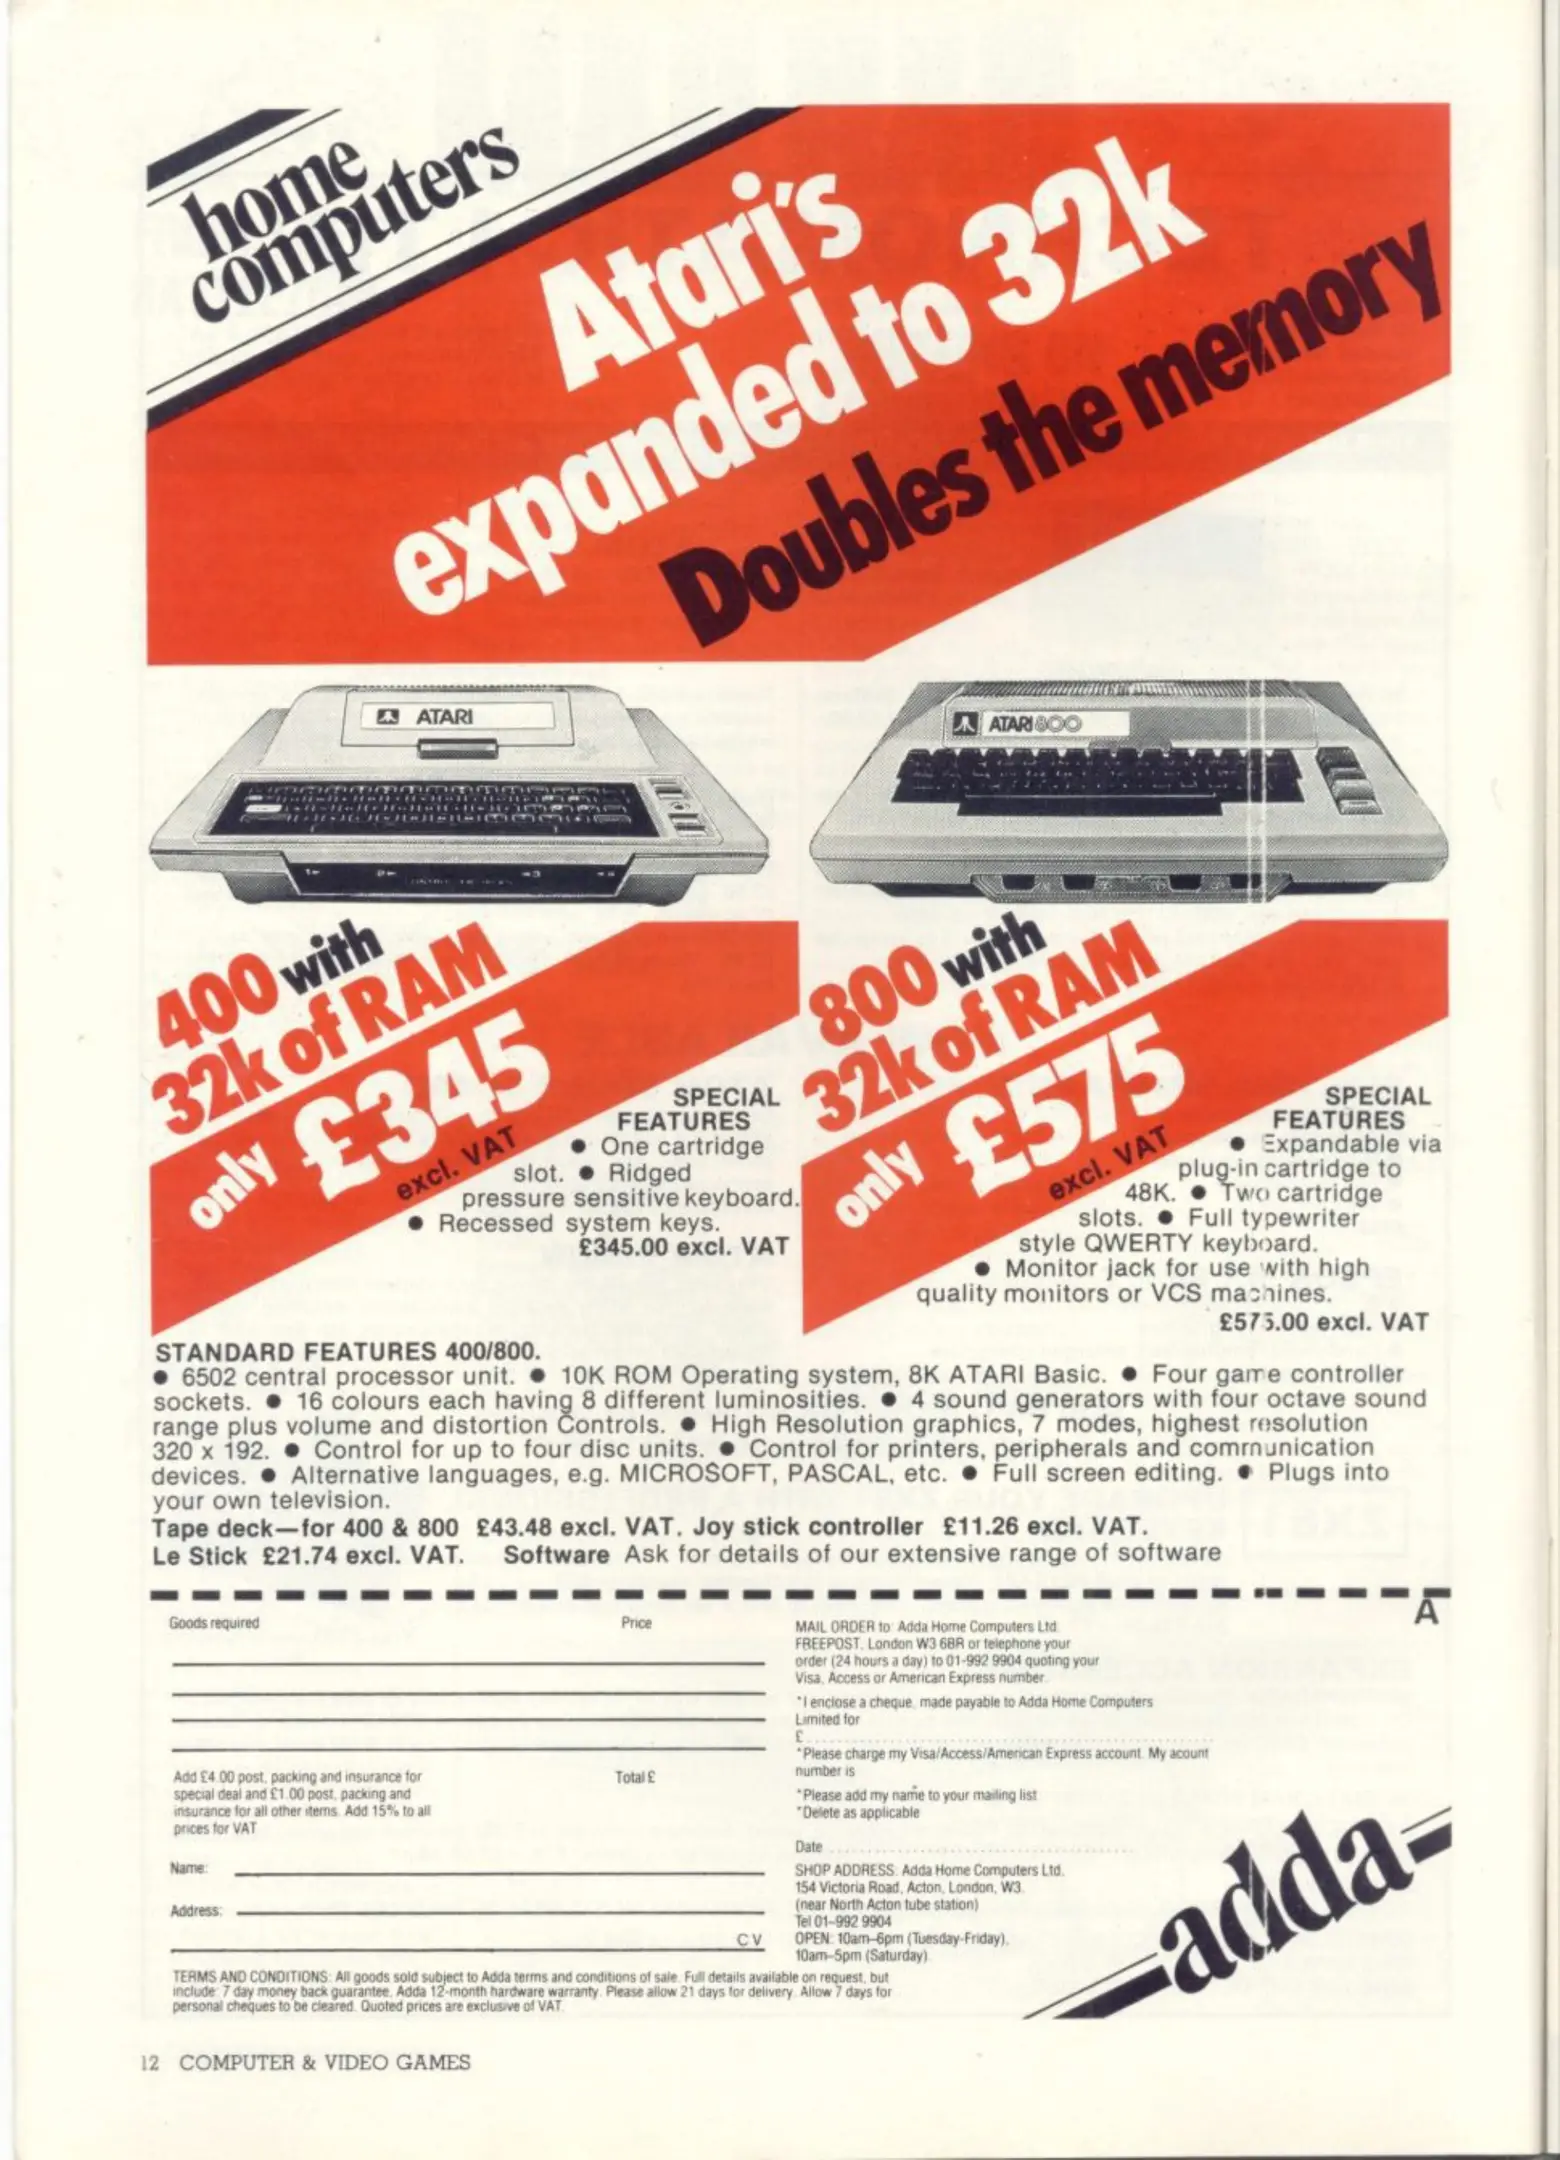 home
computers
Atari's
expanded to 32k
Doubles the memory
ATARI
ATARI 800
400 with
32k of RAM
only £345
excl. VAT
SPECIAL
FEATURES
● One cartridge
slot. ● Ridged
pressure sensitive keyboard.
● Recessed system keys.
£345.00 excl. VAT
800 with
32k of RAM
only £575
excl. VAT
SPECIAL
FEATURES
● Expandable via
plug-in cartridge to
48K. ● Two cartridge
slots. ● Full typewriter
style QWERTY keyboard.
● Monitor jack for use with high
quality monitors or VCS machines.
£575.00 excl. VAT
STANDARD FEATURES 400/800.
● 6502 central processor unit. ● 10K ROM Operating system, 8K ATARI Basic. ● Four game controller
sockets. ● 16 colours each having 8 different luminosities. ● 4 sound generators with four octave sound
range plus volume and distortion Controls. ● High Resolution graphics, 7 modes, highest resolution
320 x 192. ● Control for up to four disc units. ● Control for printers, peripherals and communication
devices. ● Alternative languages, e.g. MICROSOFT, PASCAL, etc. ● Full screen editing. ● Plugs into
your own television.
Tape deck—for 400 & 800 £43.48 excl. VAT. Joy stick controller £11.26 excl. VAT.
Le Stick £21.74 excl. VAT. Software Ask for details of our extensive range of software
A
Goods required Price
Add £4.00 post, packing and insurance for
special deal and £1.00 post, packing and
insurance for all other items. Add 15% to all
prices for VAT
Total £
Name:
Address:
C V
MAIL ORDER to: Adda Home Computers Ltd.
FREEPOST, London W3 6BR or telephone your
order (24 hours a day) to 01-992 9904 quoting your
Visa, Access or American Express number.
*I enclose a cheque, made payable to Adda Home Computers
Limited for
£
*Please charge my Visa/Access/American Express account. My acount
number is
*Please add my name to your mailing list
*Delete as applicable
Date
SHOP ADDRESS: Adda Home Computers Ltd.
154 Victoria Road, Acton, London, W3.
(near North Acton tube station)
Tel 01-992 9904
OPEN: 10am–6pm (Tuesday-Friday),
10am–5pm (Saturday).
adda
TERMS AND CONDITIONS: All goods sold subject to Adda terms and conditions of sale. Full details available on request, but
include: 7 day money back guarantee, Adda 12-month hardware warranty. Please allow 21 days for delivery. Allow 7 days for
personal cheques to be cleared. Quoted prices are exclusive of VAT.
12 COMPUTER & VIDEO GAMES